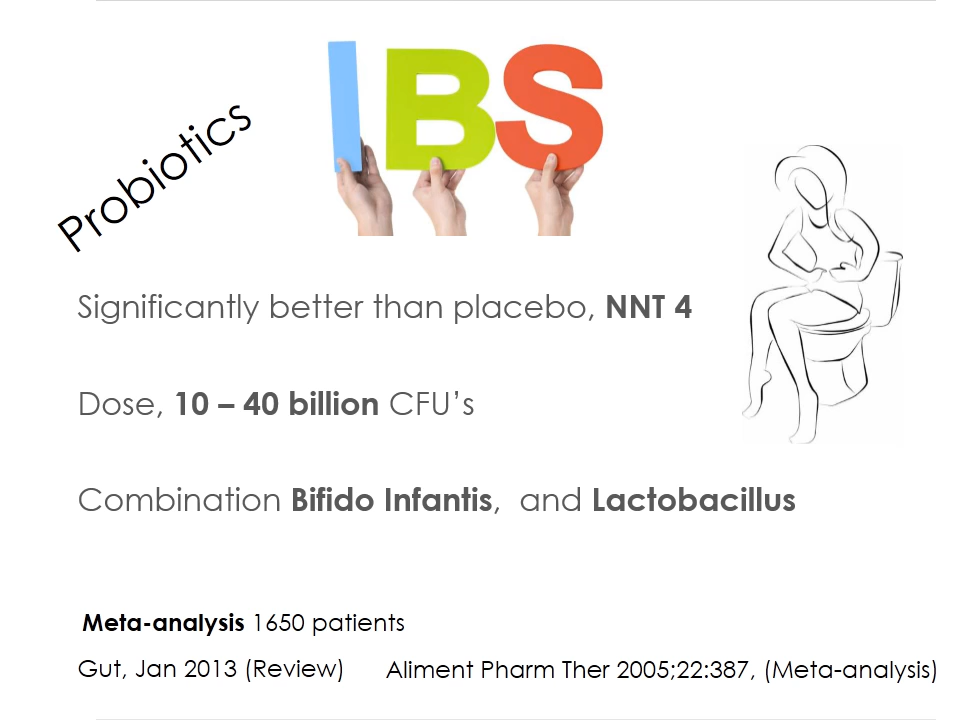 IBS
Probiotics
Significantly better than placebo, NNT 4
Dose, 10 – 40 billion CFU’s
Combination Bifido Infantis,  and Lactobacillus
Meta-analysis 1650 patients
Gut, Jan 2013 (Review)
Aliment Pharm Ther 2005;22:387, (Meta-analysis)